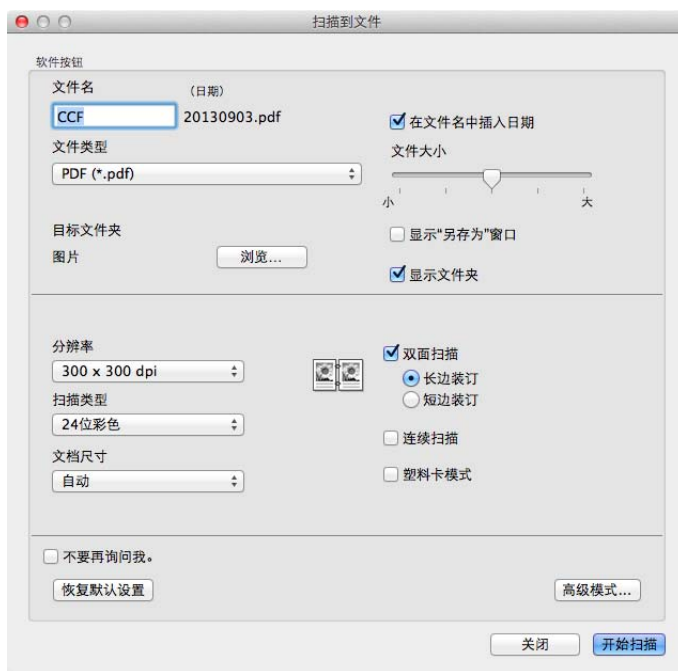 扫描到文件
软件按钮
文件名
(日期)
CCF
20130903.pdf
在文件名中插入日期
文件类型
文件大小
PDF (*.pdf)
小
大
目标文件夹
显示“另存为”窗口
图片
浏览...
显示文件夹
分辨率
双面扫描
300 x 300 dpi
长边装订
扫描类型
短边装订
24位彩色
连续扫描
文档尺寸
塑料卡模式
自动
不要再询问我。
恢复默认设置
高级模式...
关闭
开始扫描